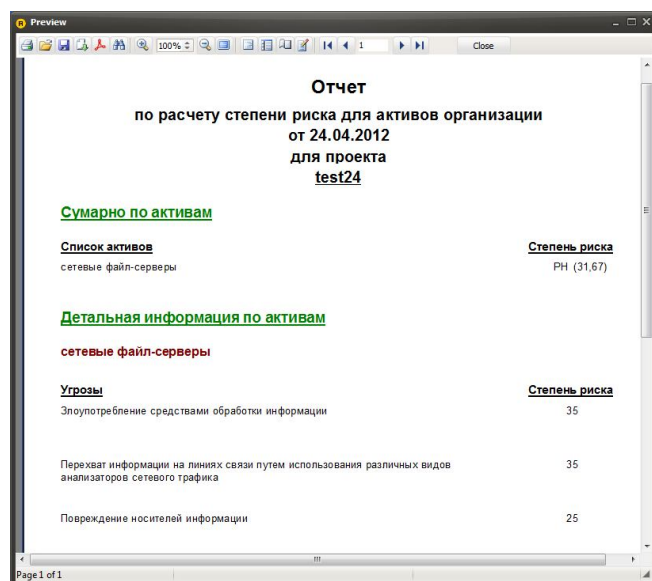 Preview
100%
1
Close
Отчет
по расчету степени риска для активов организации
от 24.04.2012
для проекта
test24
Сумарно по активам
Список активов Степень риска
сетевые файл-серверы РН (31,67)
Детальная информация по активам
сетевые файл-серверы
Угрозы Степень риска
Злоупотребление средствами обработки информации 35
Перехват информации на линиях связи путем использования различных видов 35
анализаторов сетевого трафика
Повреждение носителей информации 25
Page 1 of 1